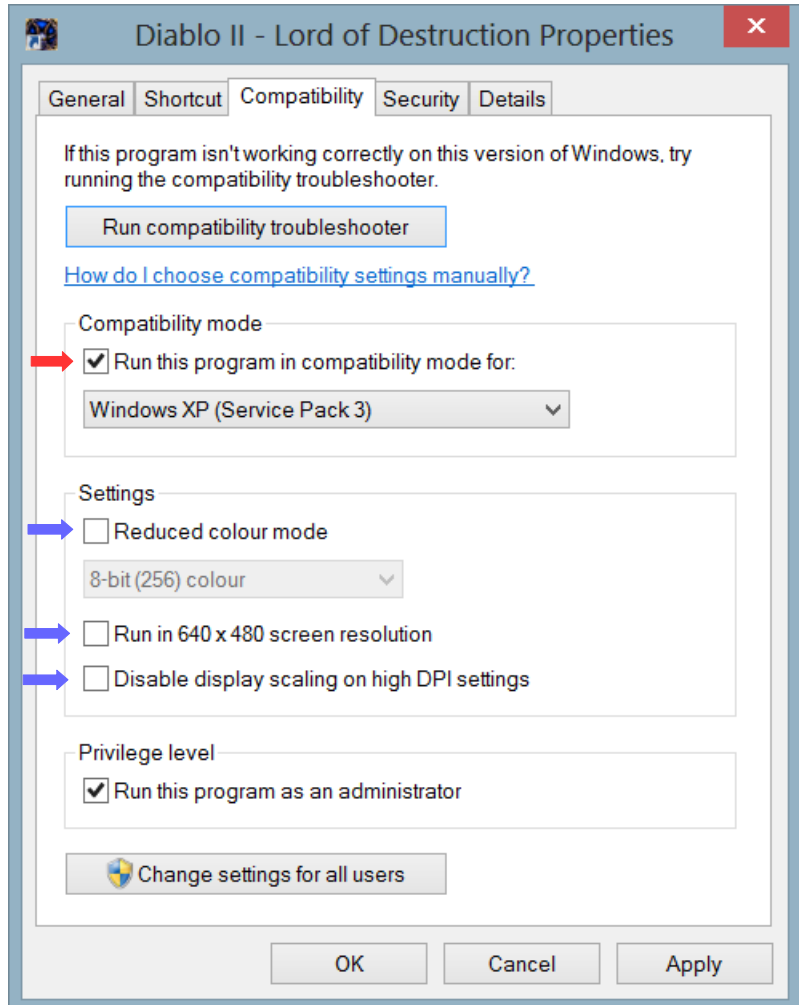 Diablo II - Lord of Destruction Properties
General Shortcut Compatibility Security Details
If this program isn't working correctly on this version of Windows, try
running the compatibility troubleshooter.
Run compatibility troubleshooter
How do I choose compatibility settings manually?
Compatibility mode
Run this program in compatibility mode for:
Windows XP (Service Pack 3)
Settings
Reduced colour mode
8-bit (256) colour
Run in 640 x 480 screen resolution
Disable display scaling on high DPI settings
Privilege level
Run this program as an administrator
Change settings for all users
OK Cancel Apply